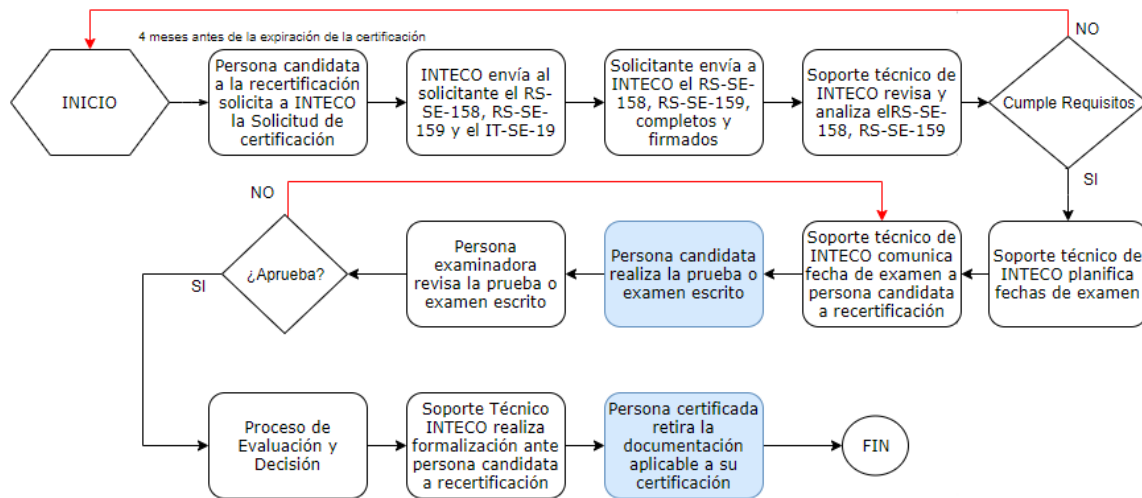 NO
4 meses antes de la expiración de la certificación
INICIO
Persona candidata
a la recertificación
solicita a INTECO
la Solicitud de
certificación
INTECO envía al
solicitante el RS-
SE-158, RS-SE-
159 y el IT-SE-19
Solicitante envía a
INTECO el RS-SE-
158, RS-SE-159,
completos y
firmados
Soporte técnico de
INTECO revisa y
analiza elRS-SE-
158, RS-SE-159
Cumple Requisitos
SI
Soporte técnico de
INTECO planifica
fechas de examen
Soporte técnico de
INTECO comunica
fecha de examen a
persona candidata
a recertificación
Persona candidata
realiza la prueba o
examen escrito
Persona
examinadora
revisa la prueba o
examen escrito
¿Aprueba?
NO
SI
Proceso de
Evaluación y
Decisión
Soporte Técnico
INTECO realiza
formalización ante
persona candidata
a recertificación
Persona certificada
retira la
documentación
aplicable a su
certificación
FIN